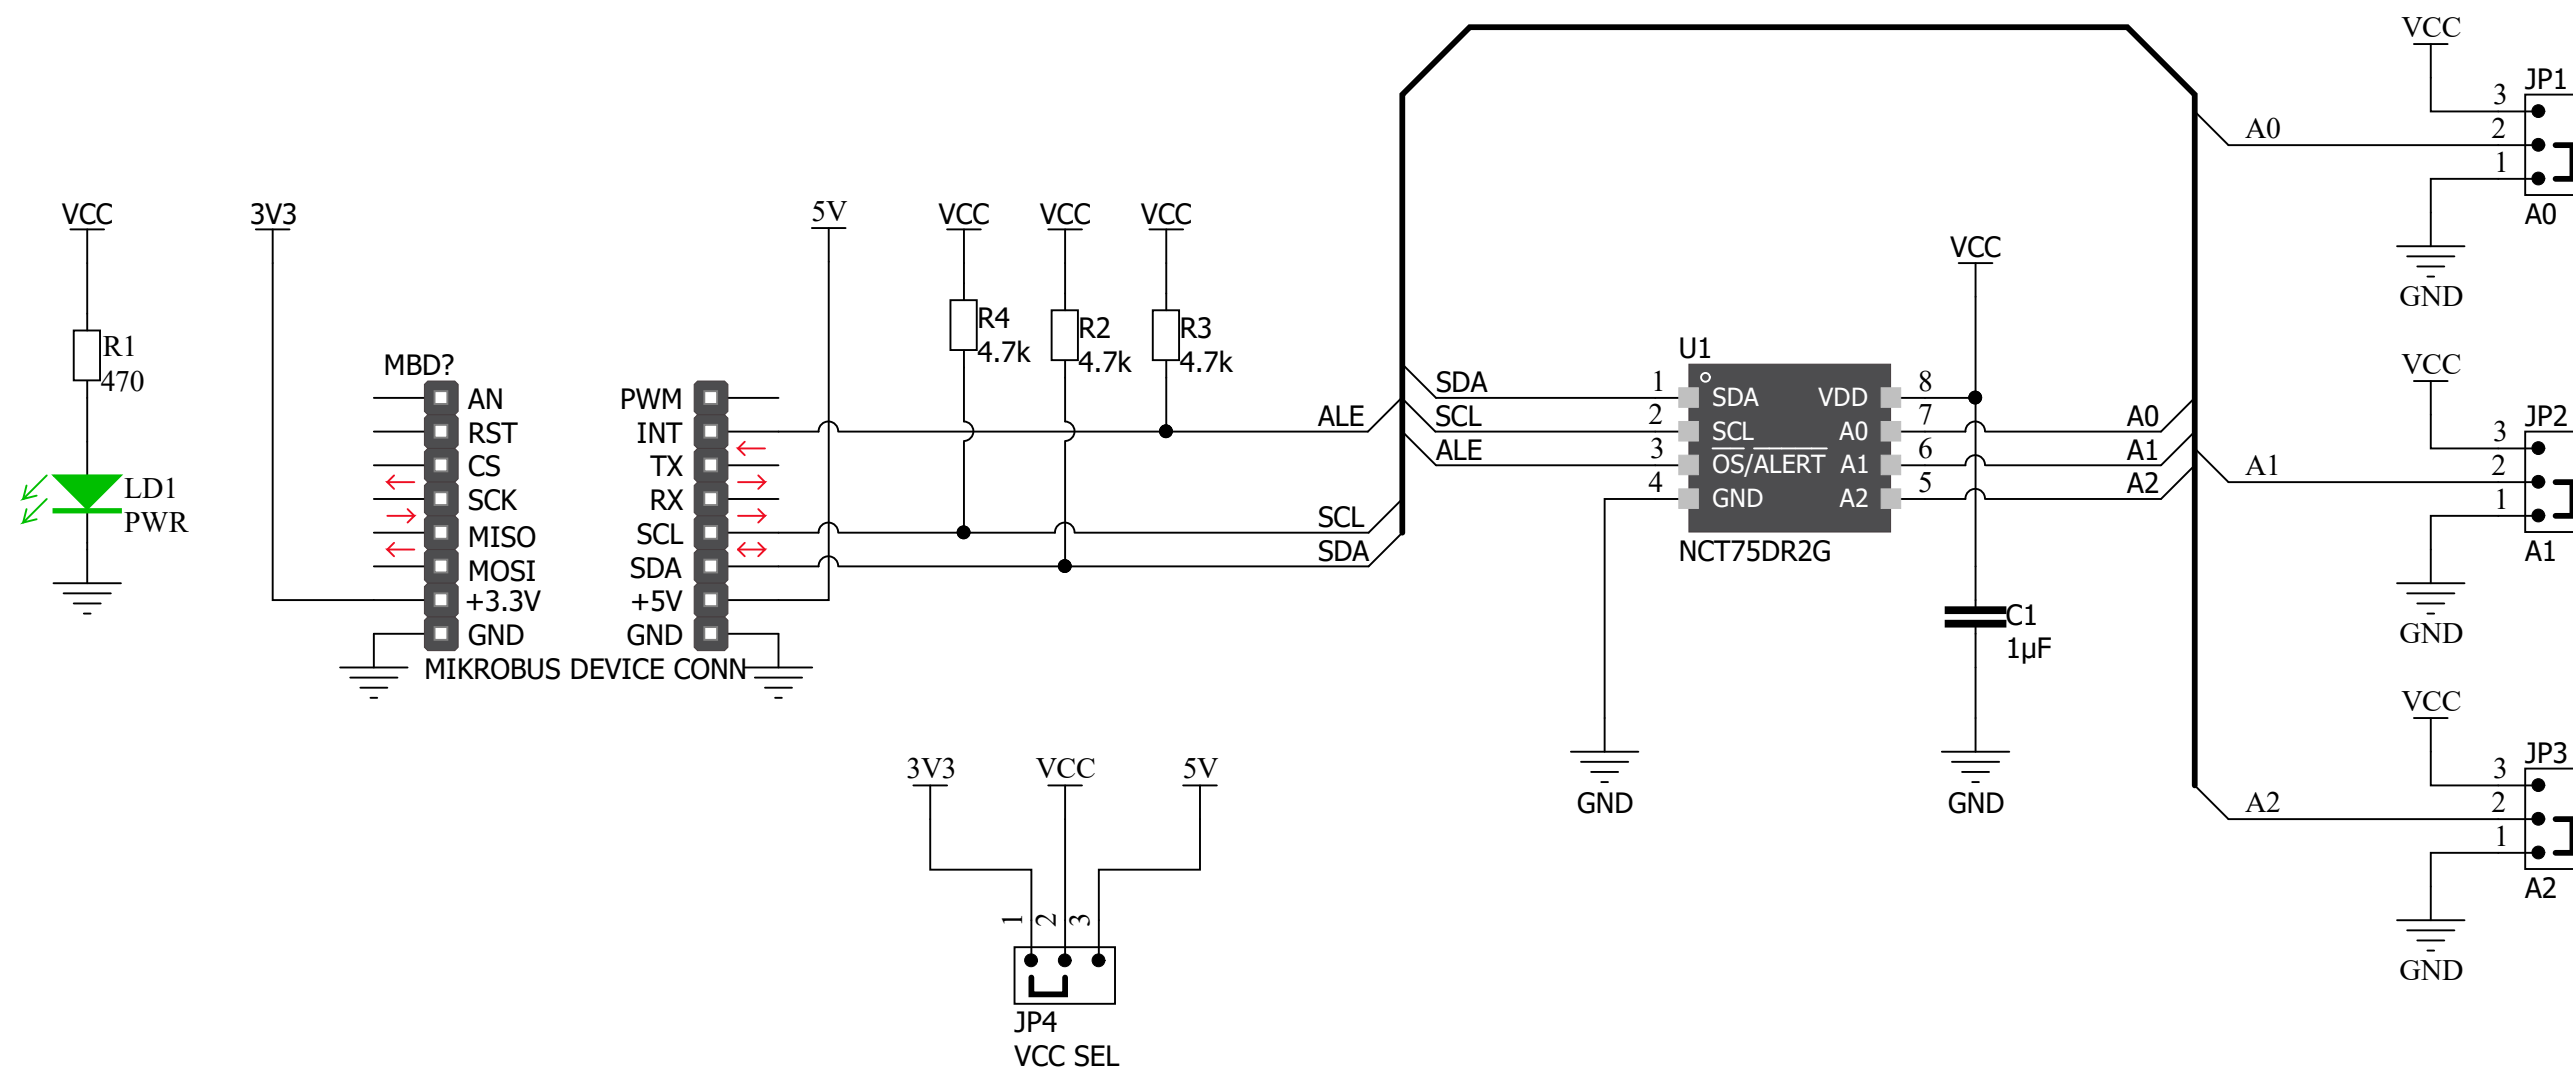 VCC
R1
470
LD1
PWR
3V3
MBD?
AN
RST
CS
SCK
MISO
MOSI
+3.3V
GND
PWM
INT
TX
RX
SCL
SDA
+5V
GND
MIKROBUS DEVICE CONN
5V
VCC
R4
4.7k
VCC
R2
4.7k
VCC
R3
4.7k
ALE
SCL
SDA
3V3
VCC
5V
1
2
3
JP4
VCC SEL
SDA
SCL
ALE
1
2
3
4
U1
SDA
SCL
OS/ALERT
GND
VDD
A0
A1
A2
NCT75DR2G
8
7
6
5
GND
VCC
C1
1µF
GND
A0
A1
A2
VCC
JP1
3
2
1
A0
A0
GND
VCC
JP2
3
2
1
A1
A1
GND
VCC
JP3
3
2
1
A2
A2
GND